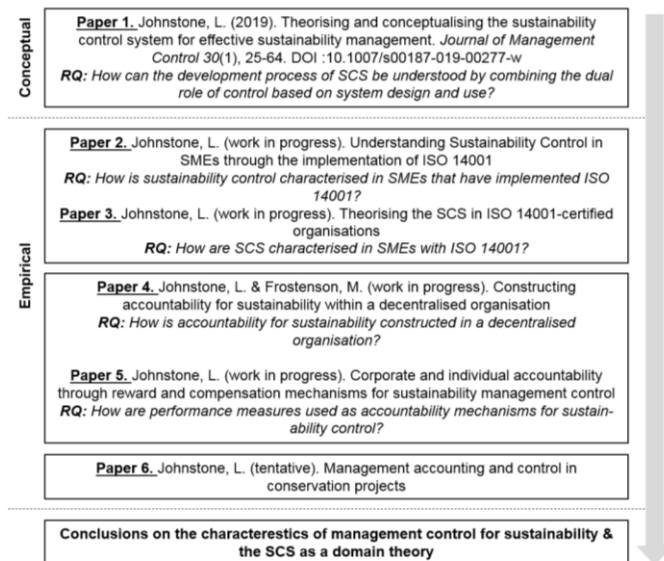 Conceptual
Paper 1. Johnstone, L. (2019). Theorising and conceptualising the sustainability
control system for effective sustainability management. Journal of Management
Control 30(1), 25-64. DOI :10.1007/s00187-019-00277-w
RQ: How can the development process of SCS be understood by combining the dual
role of control based on system design and use?
Empirical
Paper 2. Johnstone, L. (work in progress). Understanding Sustainability Control in
SMEs through the implementation of ISO 14001
RQ: How is sustainability control characterised in SMEs that have implemented ISO
14001?
Paper 3. Johnstone, L. (work in progress). Theorising the SCS in ISO 14001-certified
organisations
RQ: How are SCS characterised in SMEs with ISO 14001?
Paper 4. Johnstone, L. & Frostenson, M. (work in progress). Constructing
accountability for sustainability within a decentralised organisation
RQ: How is accountability for sustainability constructed in a decentralised
organisation?
Paper 5. Johnstone, L. (work in progress). Corporate and individual accountability
through reward and compensation mechanisms for sustainability management control
RQ: How are performance measures used as accountability mechanisms for sustain-
ability control?
Paper 6. Johnstone, L. (tentative). Management accounting and control in
conservation projects
Conclusions on the characterestics of management control for sustainability &
the SCS as a domain theory